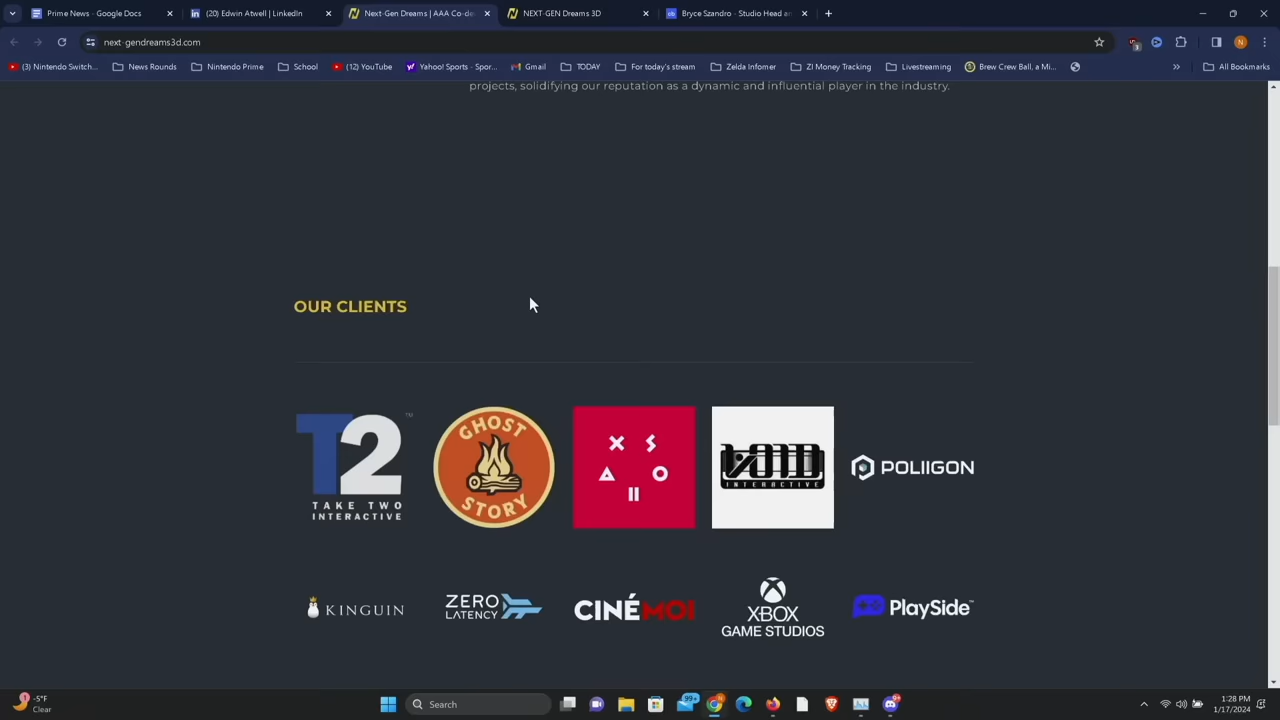 Prime News - Google Docs
(20) Edwin Atwell | LinkedIn
Next-Gen Dreams | AAA Co-de
NEXT-GEN Dreams 3D
Bryce Szandro - Studio Head an
next-gendreams3d.com
3
N
(3) Nintendo Switch...
News Rounds
Nintendo Prime
School
(12) YouTube
Yahoo! Sports - Spor...
Gmail
TODAY
For today's stream
Zelda Infomer
ZI Money Tracking
Livestreaming
Brew Crew Ball, a Mi...
All Bookmarks
projects, solidifying our reputation as a dynamic and influential player in the industry.
OUR CLIENTS
T2™
TAKE TWO
INTERACTIVE
GHOST
STORY
VOID
INTERACTIVE
POLIIGON
KINGUIN
ZERO
LATENCY
CINÉMOI
XBOX
GAME STUDIOS
PlaySide™
-5°F
Clear
Search
99+
1:28 PM
1/17/2024